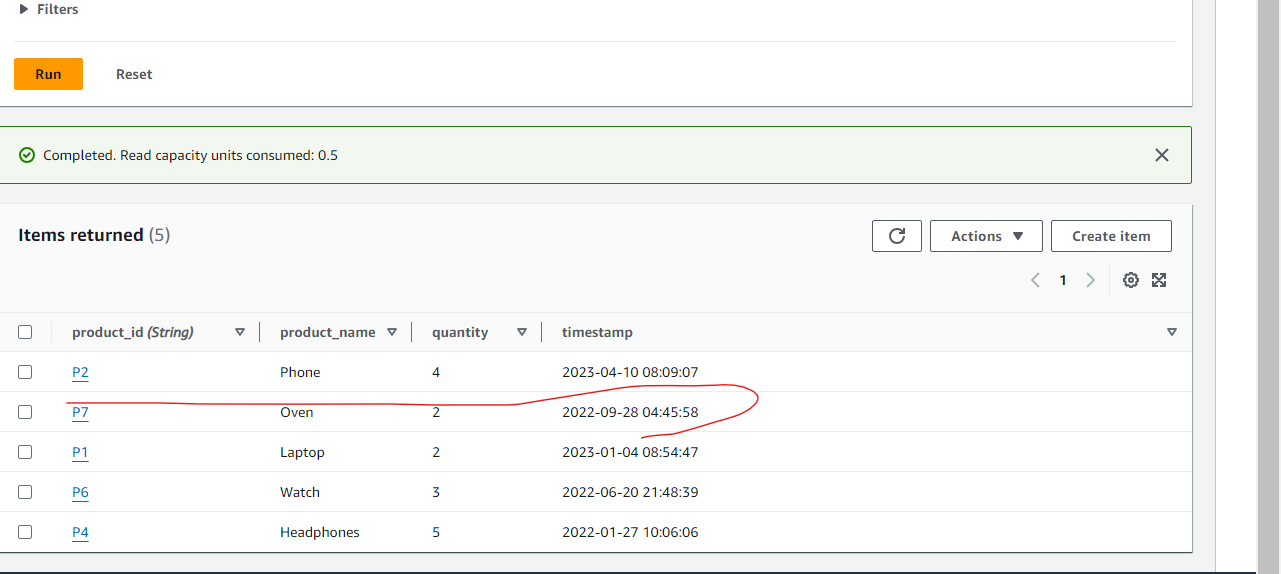 Filters
Run Reset
Completed. Read capacity units consumed: 0.5
Items returned (5) Actions Create item
1
product_id (String) product_name quantity timestamp
P2 Phone 4 2023-04-10 08:09:07
P7 Oven 2 2022-09-28 04:45:58
P1 Laptop 2 2023-01-04 08:54:47
P6 Watch 3 2022-06-20 21:48:39
P4 Headphones 5 2022-01-27 10:06:06